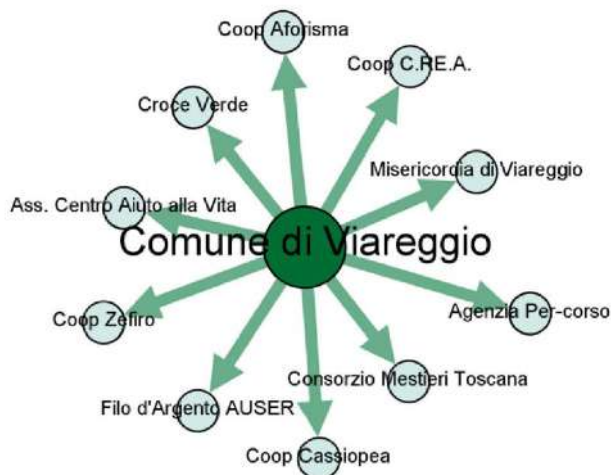 Coop Aforisma
Coop C.RE.A.
Croce Verde
Misericordia di Viareggio
Ass. Centro Aiuto alla Vita
Comune di Viareggio
Agenzia Per-corso
Coop Zefiro
Consorzio Mestieri Toscana
Filo d'Argento AUSER
Coop Cassiopea